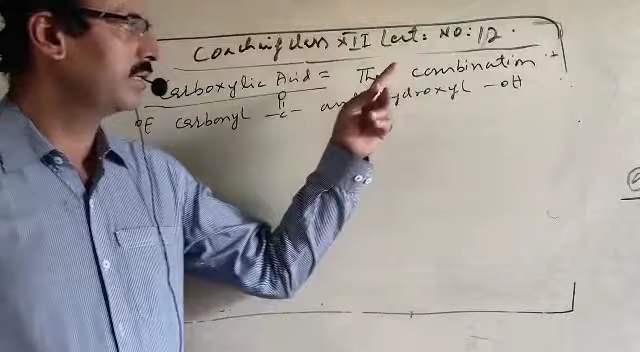 Coaching class XII Lect: NO: 12.
Carboxylic Acid = The combination
OF carbonyl -C- and hydroxyl -OH
O